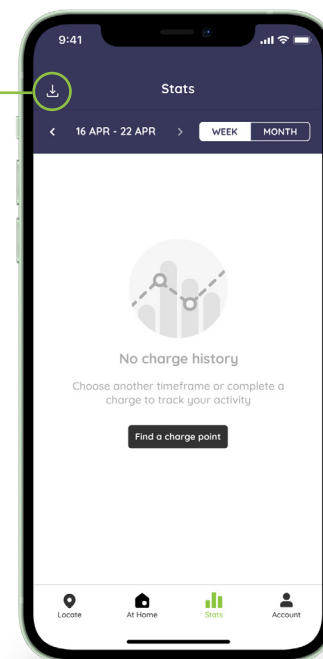 9:41
Stats
16 APR - 22 APR
WEEK
MONTH
No charge history
Choose another timeframe or complete a
charge to track your activity
Find a charge point
Locate
At Home
Stats
Account